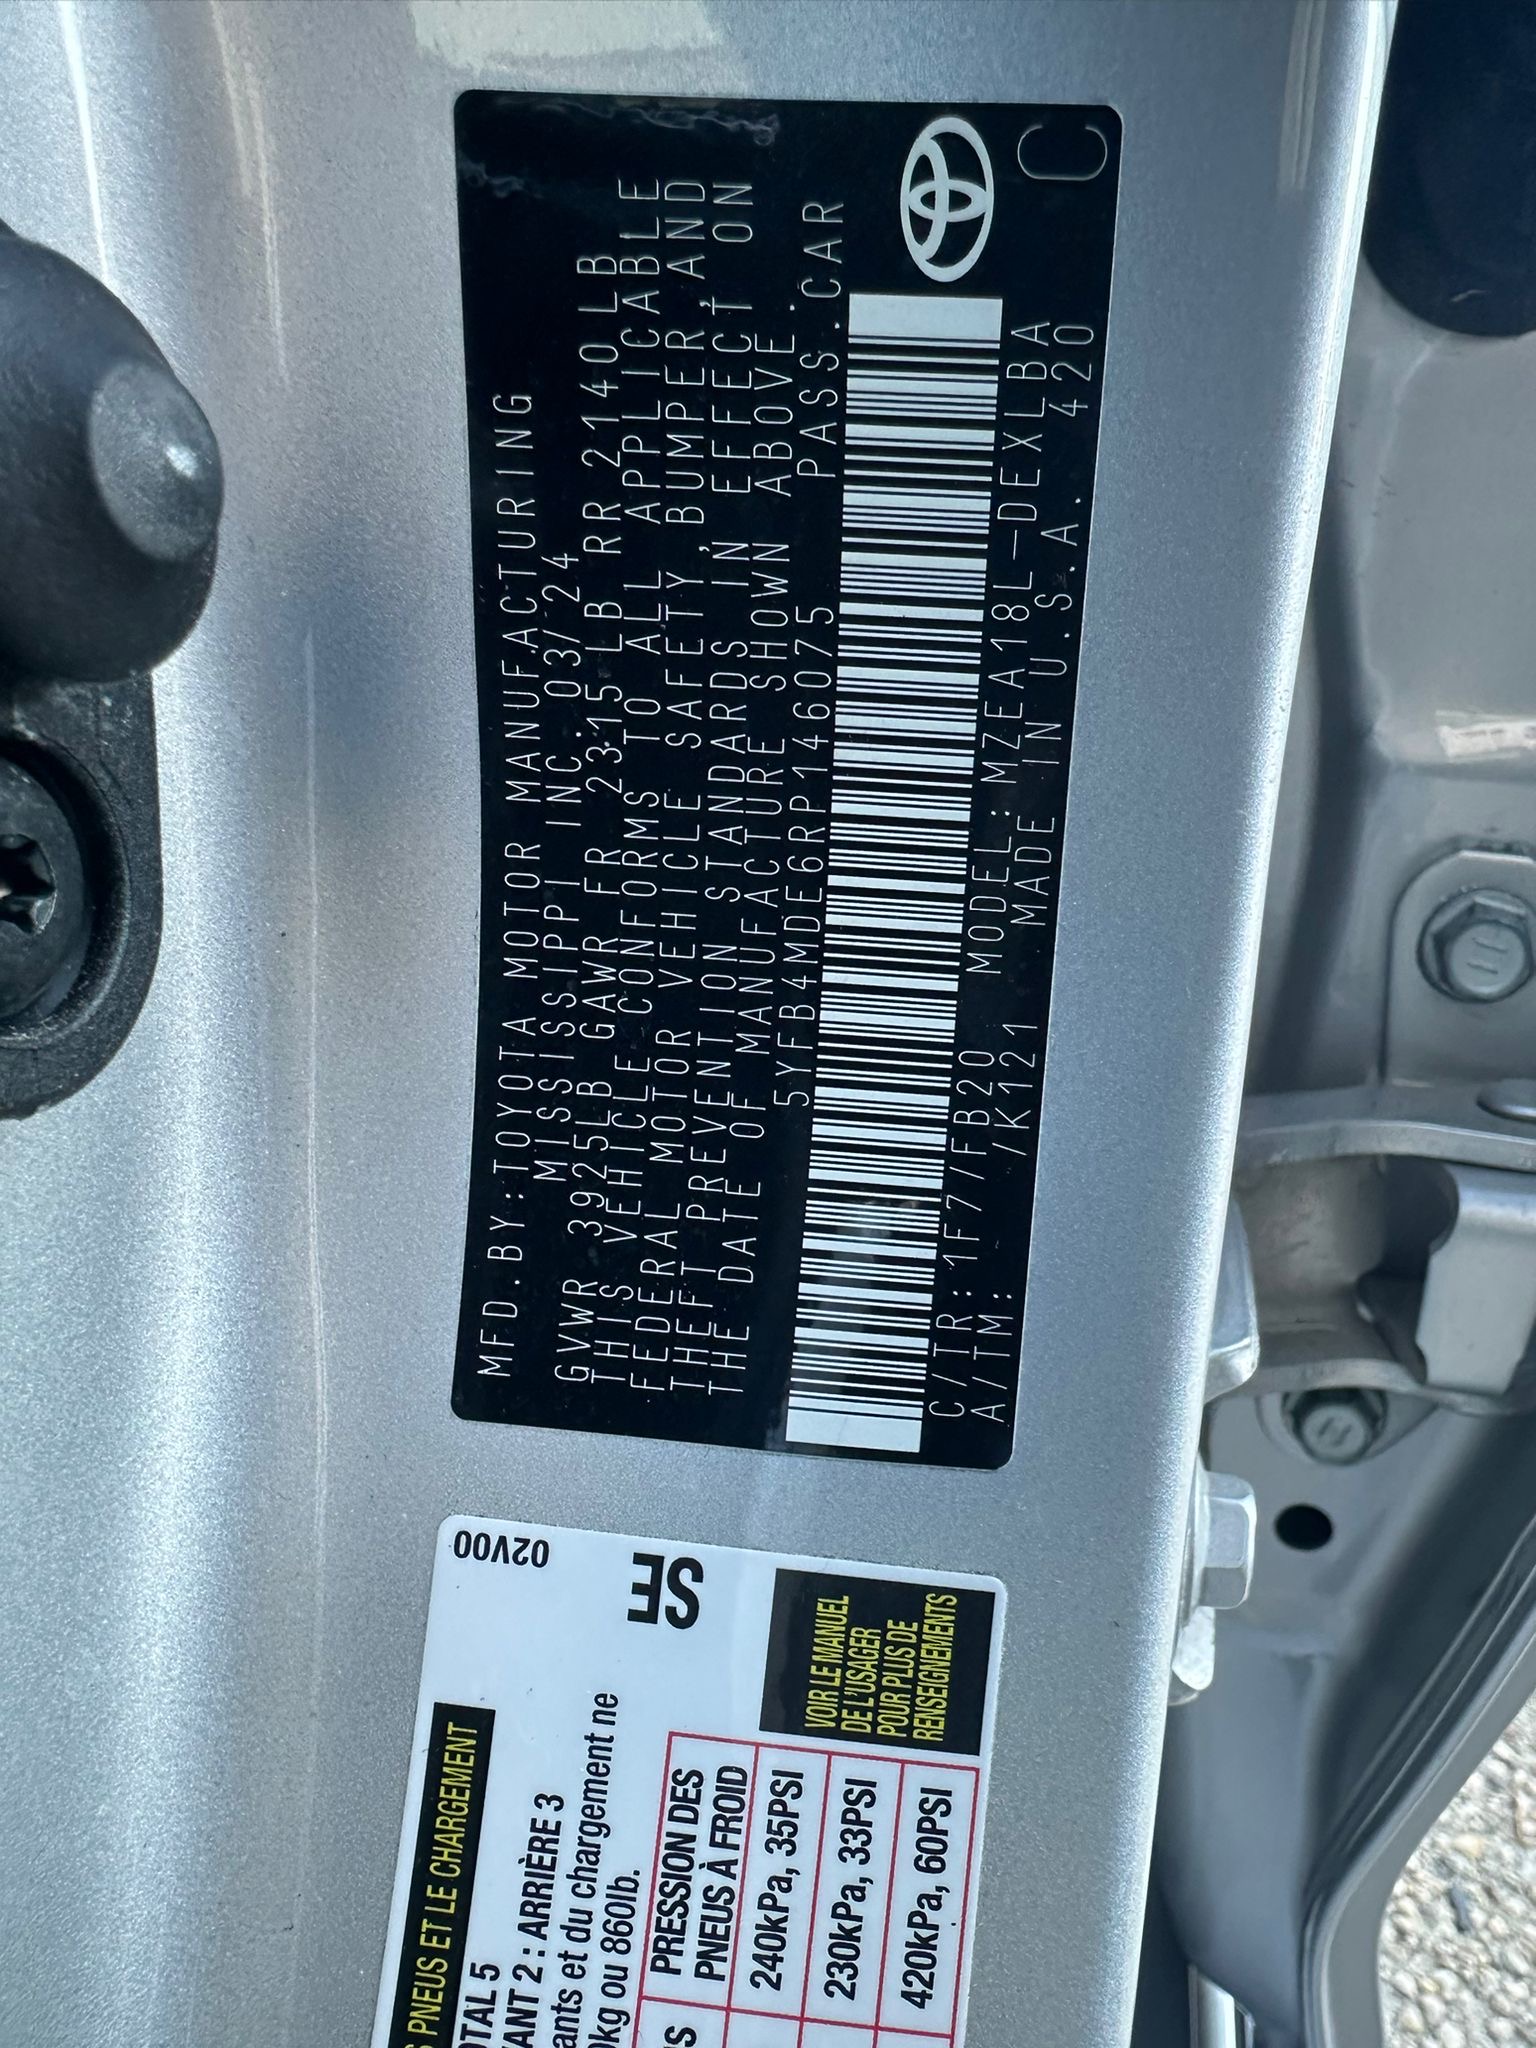 MFD.BY:TOYOTA MOTOR MANUFACTURING
MISSISSIPPI INC 03/24
GVWR 3925LB GAWR FR 2315LB RR 2140LB
THIS VEHICLE CONFORMS TO ALL APPLICABLE
FEDERAL MOTOR VEHICLE SAFETY, BUMPER, AND
THEFT PREVENTION STANDARDS IN EFFECT ON
THE DATE OF MANUFACTURE SHOWN ABOVE.
5YFB4MDE6RP146075 PASS.CAR
C/TR: 1F7/FB20 MODEL: MZEA18L-DEXLBA
A/TM: /K121 MADE IN U.S.A. 420
C
02V00
SE
PNEUS ET LE CHARGEMENT
5
2 : ARRIÈRE 3
et du chargement ne
ou 860lb.
PRESSION DES
PNEUS À FROID
240kPa, 35PSI
230kPa, 33PSI
420kPa, 60PSI
VOIR LE MANUEL
DE L'USAGER
POUR PLUS DE
RENSEIGNEMENTS